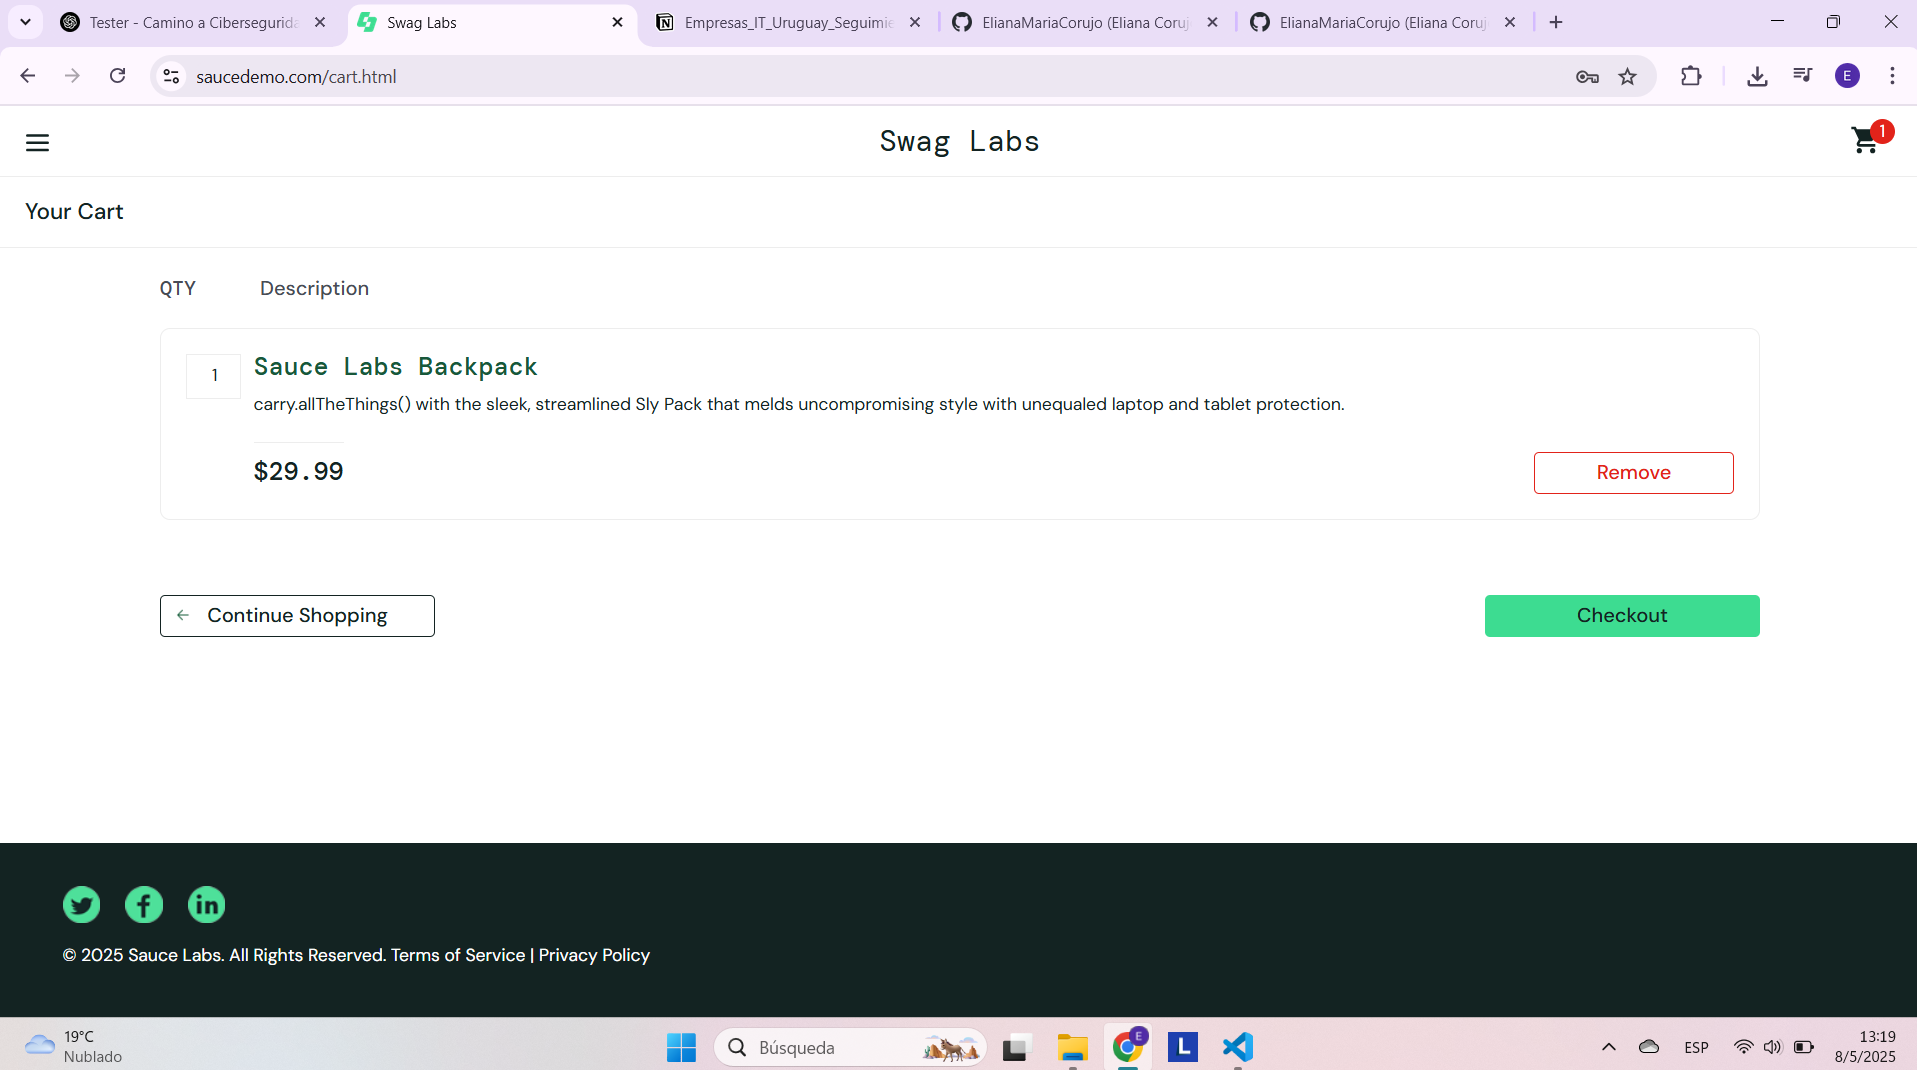 Tester - Camino a Cibersegurida
Swag Labs
Empresas_IT_Uruguay_Seguimie
ElianaMariaCorujo (Eliana Coruj
ElianaMariaCorujo (Eliana Coruj
saucedemo.com/cart.html
E
Swag Labs
1
Your Cart
QTY
Description
1
Sauce Labs Backpack
carry.allTheThings() with the sleek, streamlined Sly Pack that melds uncompromising style with unequaled laptop and tablet protection.
$29.99
Remove
Continue Shopping
Checkout
© 2025 Sauce Labs. All Rights Reserved. Terms of Service | Privacy Policy
19°C
Nublado
Búsqueda
E
L
ESP
13:19
8/5/2025